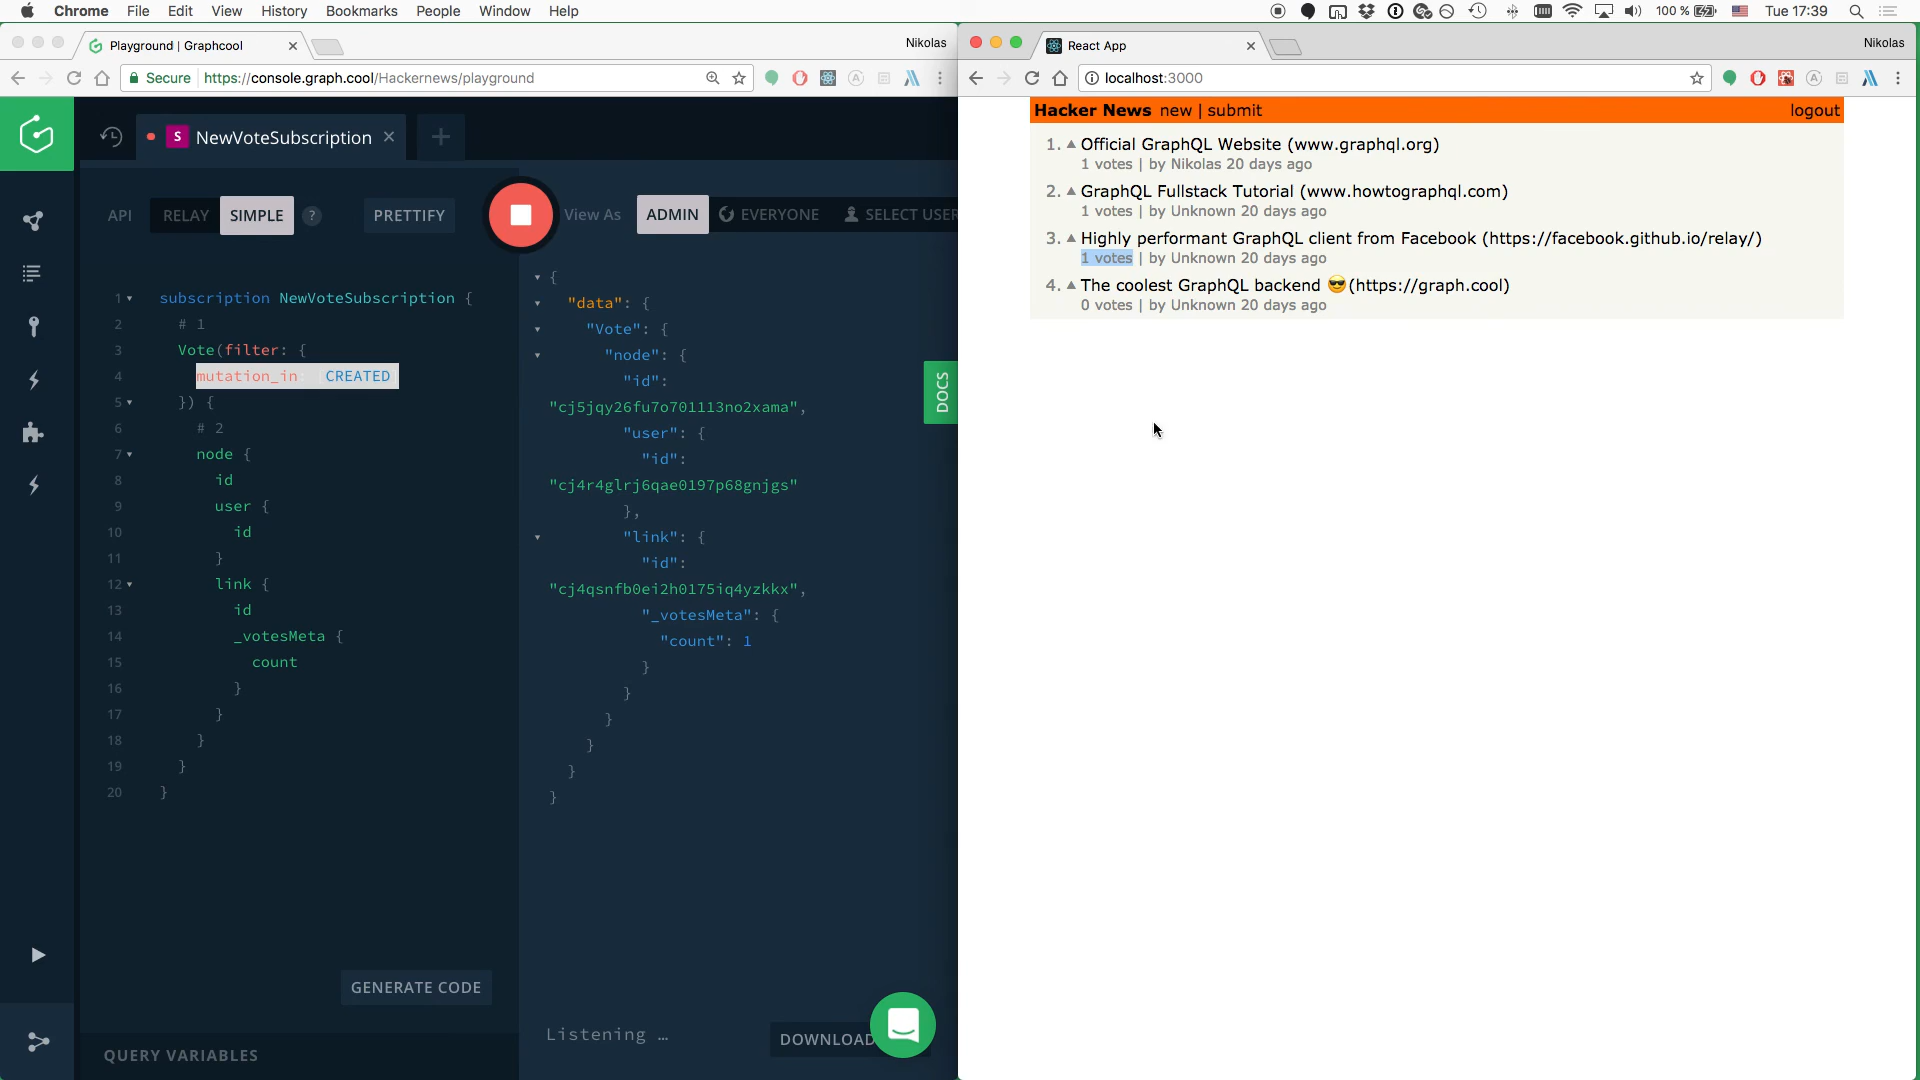 Chrome File Edit View History Bookmarks People Window Help
100 % Tue 17:39
Playground | Graphcool
Nikolas
Secure https://console.graph.cool/Hackernews/playground
S NewVoteSubscription
API RELAY SIMPLE ? PRETTIFY View As ADMIN EVERYONE SELECT USER
1 subscription NewVoteSubscription {
2 # 1
3 Vote(filter: {
4 mutation_in: [CREATED]
5 }) {
6 # 2
7 node {
8 id
9 user {
10 id
11 }
12 link {
13 id
14 _votesMeta {
15 count
16 }
17 }
18 }
19 }
20 }
GENERATE CODE
QUERY VARIABLES
{
"data": {
"Vote": {
"node": {
"id":
"cj5jqy26fu7o701113no2xama",
"user": {
"id":
"cj4r4glrj6qae0197p68gnjgs"
},
"link": {
"id":
"cj4qsnfb0ei2h0175iq4yzkkx",
"_votesMeta": {
"count": 1
}
}
}
}
}
}
DOCS
Listening …
DOWNLOAD
React App
Nikolas
localhost:3000
Hacker News new | submit logout
1. ▲ Official GraphQL Website (www.graphql.org)
1 votes | by Nikolas 20 days ago
2. ▲ GraphQL Fullstack Tutorial (www.howtographql.com)
1 votes | by Unknown 20 days ago
3. ▲ Highly performant GraphQL client from Facebook (https://facebook.github.io/relay/)
1 votes | by Unknown 20 days ago
4. ▲ The coolest GraphQL backend 😎(https://graph.cool)
0 votes | by Unknown 20 days ago